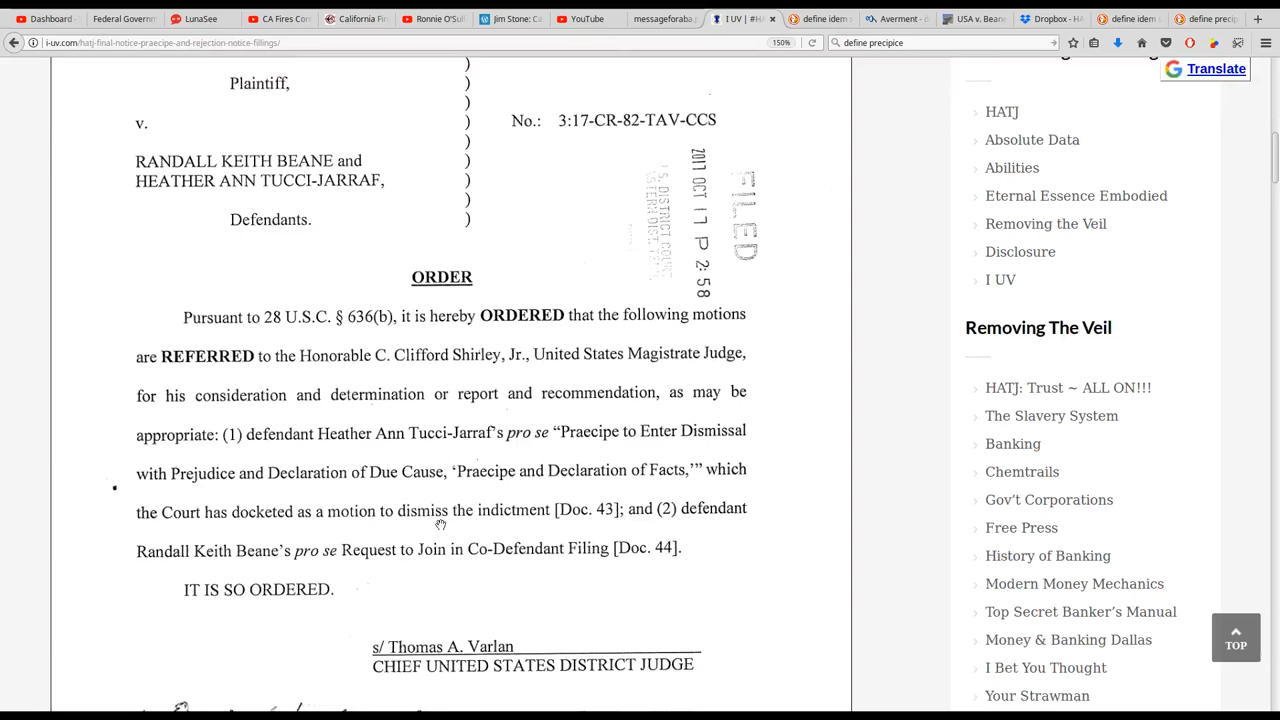 Dashboard -
Federal Governm
LunaSee
CA Fires Con
California Fires
Ronnie O'Sull
Jim Stone: Ca
YouTube
messageforaba.p
I UV | #HA
define idem s
Averment - de
USA v. Beane
Dropbox - HA
define idem s
define precip
i-uv.com/hatj-final-notice-praecipe-and-rejection-notice-fillings/
150%
define precipice
Translate
Plaintiff,
v.
No.: 3:17-CR-82-TAV-CCS
RANDALL KEITH BEANE and
HEATHER ANN TUCCI-JARRAF,
Defendants.
FILED
2017 OCT 17 P 2:58
ORDER
Pursuant to 28 U.S.C. § 636(b), it is hereby ORDERED that the following motions
are REFERRED to the Honorable C. Clifford Shirley, Jr., United States Magistrate Judge,
for his consideration and determination or report and recommendation, as may be
appropriate: (1) defendant Heather Ann Tucci-Jarraf's pro se “Praecipe to Enter Dismissal
with Prejudice and Declaration of Due Cause, ‘Praecipe and Declaration of Facts,’” which
the Court has docketed as a motion to dismiss the indictment [Doc. 43]; and (2) defendant
Randall Keith Beane's pro se Request to Join in Co-Defendant Filing [Doc. 44].
IT IS SO ORDERED.
s/ Thomas A. Varlan
CHIEF UNITED STATES DISTRICT JUDGE
HATJ
Absolute Data
Abilities
Eternal Essence Embodied
Removing the Veil
Disclosure
I UV
Removing The Veil
HATJ: Trust ~ ALL ON!!!
The Slavery System
Banking
Chemtrails
Gov't Corporations
Free Press
History of Banking
Modern Money Mechanics
Top Secret Banker's Manual
Money & Banking Dallas
I Bet You Thought
Your Strawman
TOP